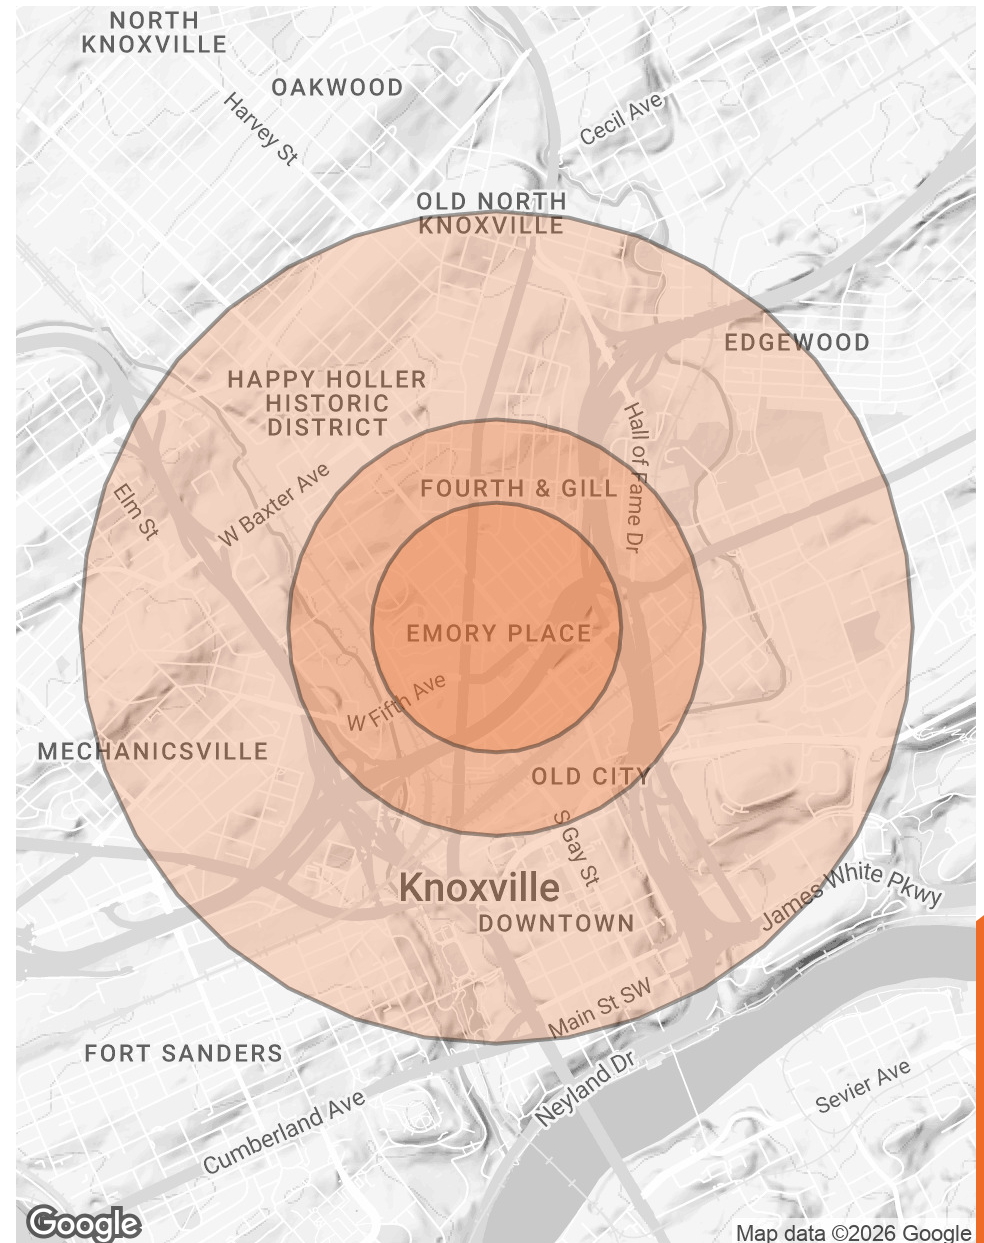 NORTH
KNOXVILLE
OAKWOOD
Harvey St
Cecil Ave
OLD NORTH
KNOXVILLE
EDGEWOOD
HAPPY HOLLER
HISTORIC
DISTRICT
Hall of Fame Dr
W Baxter Ave
Elm St
FOURTH & GILL
EMORY PLACE
W Fifth Ave
MECHANICSVILLE
OLD CITY
S Gay St
Knoxville
DOWNTOWN
James White Pkwy
Main St SW
FORT SANDERS
Neyland Dr
Sevier Ave
Cumberland Ave
Google
Map data ©2026 Google